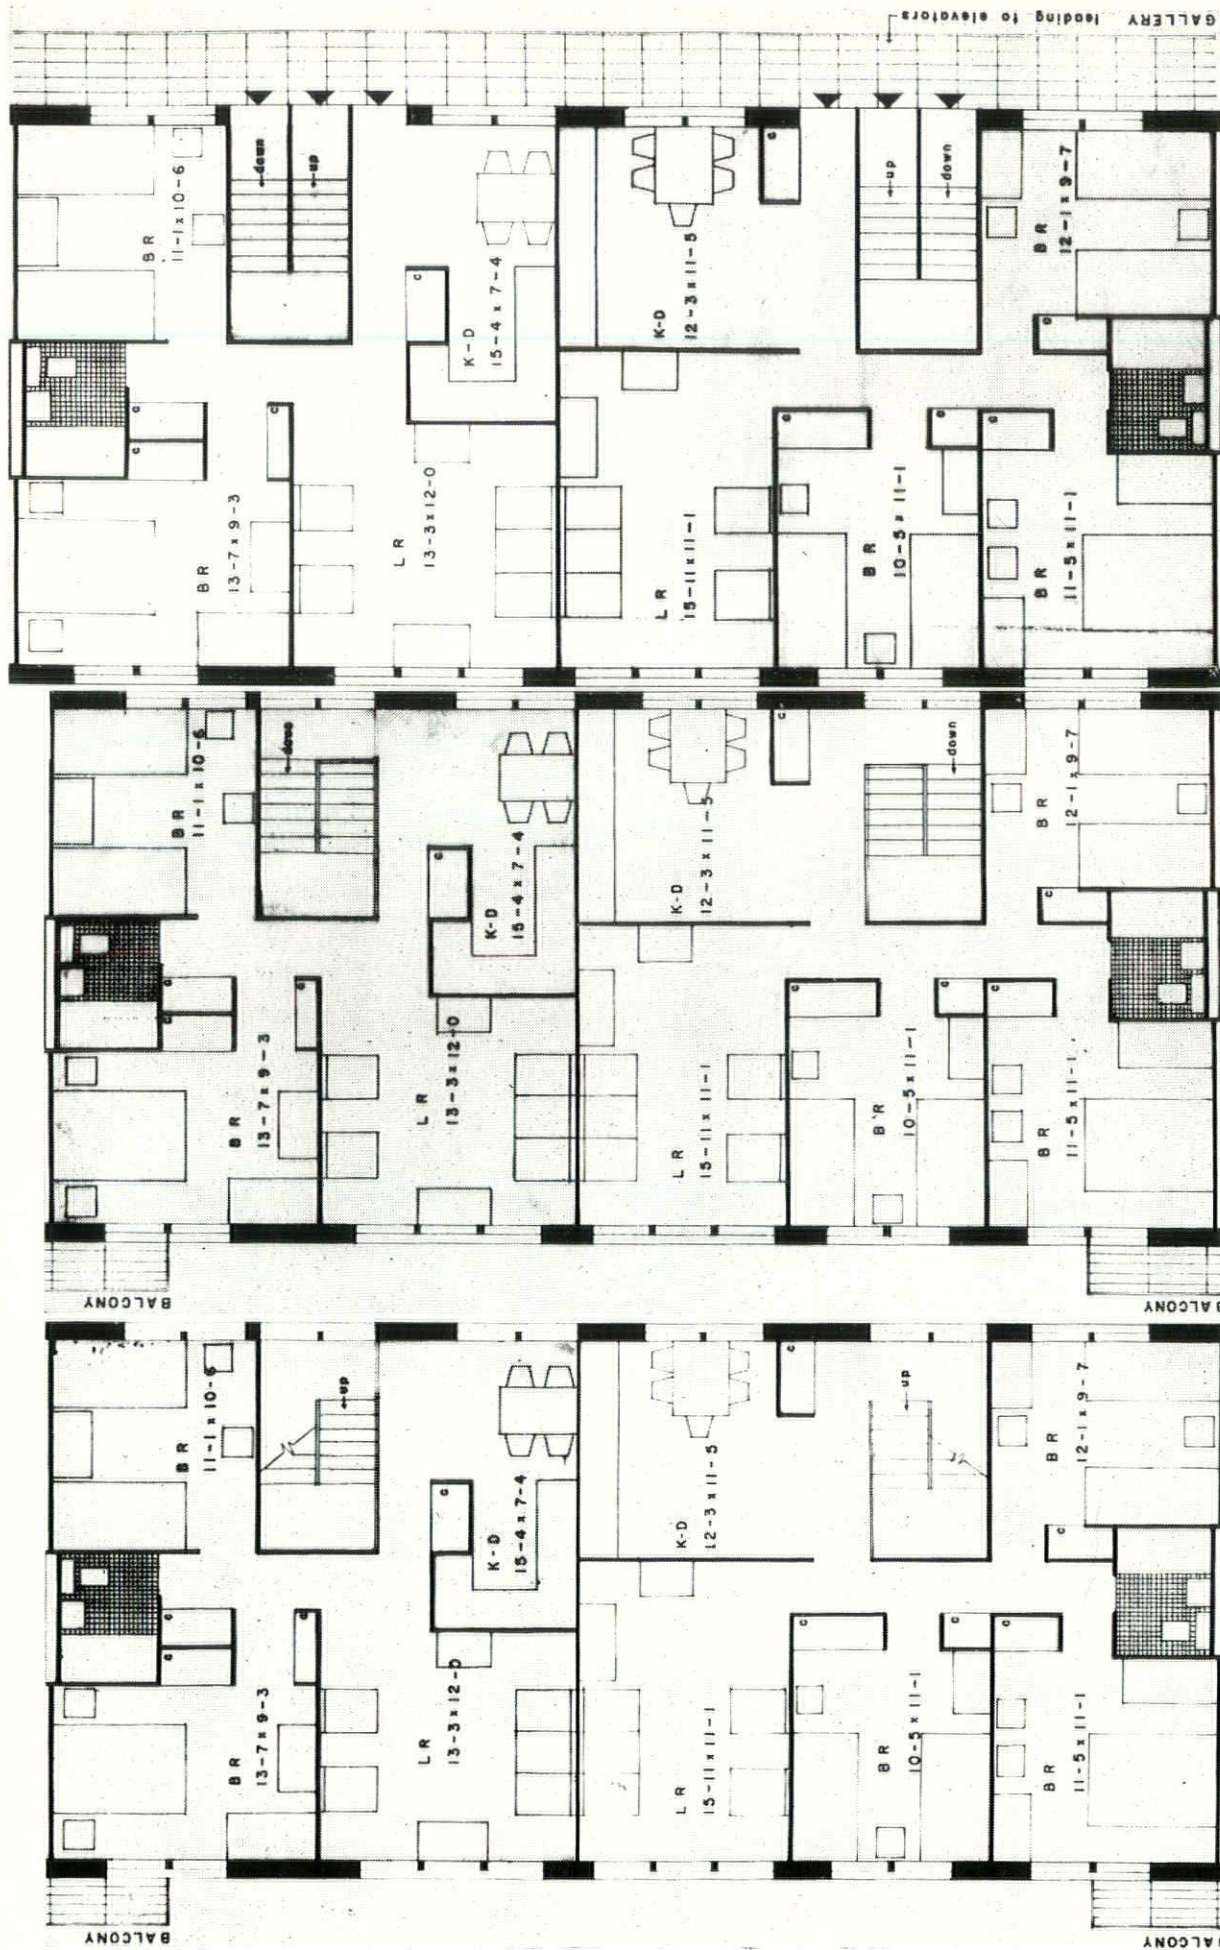 GALLERY leading to elevators
down
up
up
down
BR
11-1 x 10-6
K-D
15-4 x 7-4
K-D
12-3 x 11-5
BR
12-1 x 9-7
C
C
C
C
C
C
C
C
C
BR
13-7 x 9-3
LR
13-3 x 12-0
LR
15-11 x 11-1
BR
10-5 x 11-1
BR
11-5 x 11-1
down
down
BR
11-1 x 10-6
K-D
15-4 x 7-4
K-D
12-3 x 11-5
BR
12-1 x 9-7
C
C
C
C
C
C
C
C
BR
13-7 x 9-3
LR
13-3 x 12-0
LR
15-11 x 11-1
BR
10-5 x 11-1
BR
11-5 x 11-1
BALCONY
BALCONY
up
up
BR
11-1 x 10-6
K-D
15-4 x 7-4
K-D
12-3 x 11-5
BR
12-1 x 9-7
C
C
C
C
C
C
C
C
BR
13-7 x 9-3
LR
13-3 x 12-0
LR
15-11 x 11-1
BR
10-5 x 11-1
BR
11-5 x 11-1
BALCONY
BALCONY